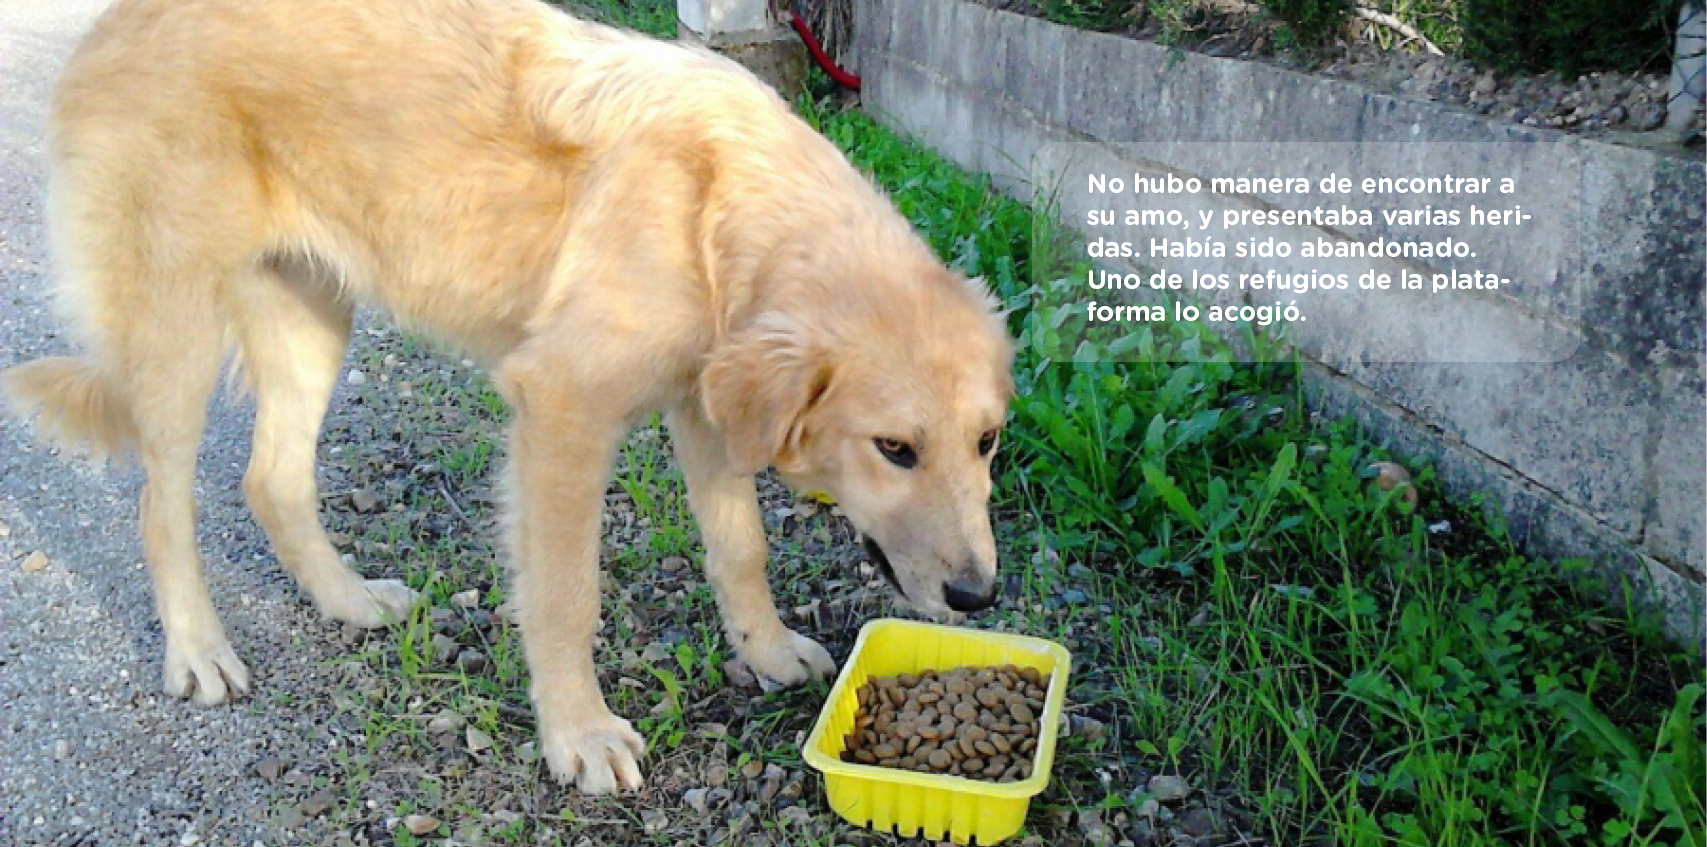 No hubo manera de encontrar a
su amo, y presentaba varias heri-
das. Había sido abandonado.
Uno de los refugios de la plata-
forma lo acogió.